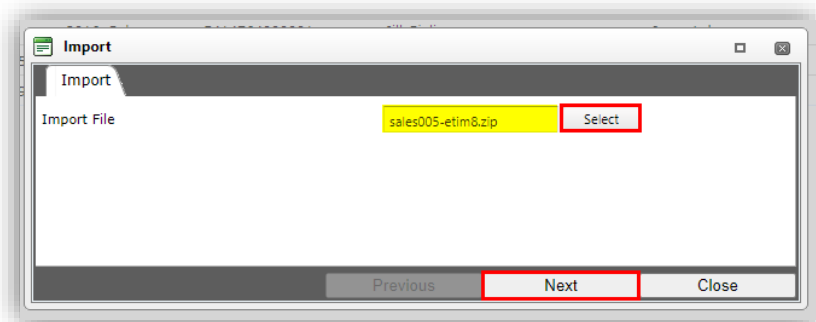 Import
Import
Import File
sales005-etim8.zip
Select
Previous
Next
Close